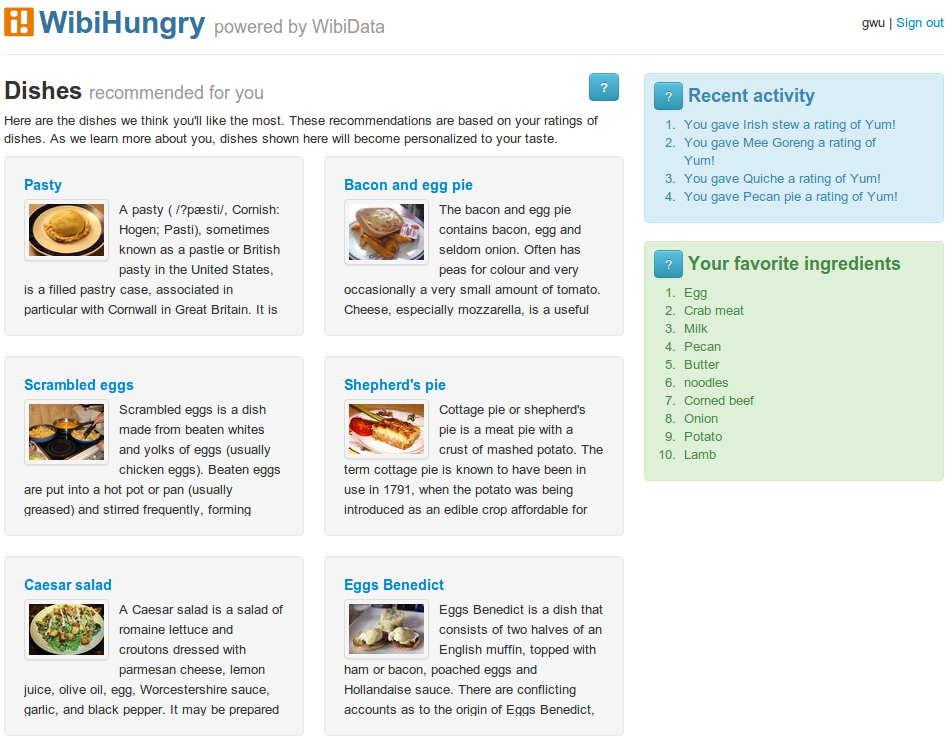 WibiHungry powered by WibiData
gwu | Sign out
Dishes recommended for you
?
Here are the dishes we think you'll like the most. These recommendations are based on your ratings of
dishes. As we learn more about you, dishes shown here will become personalized to your taste.
Pasty
A pasty ( /?pæsti/, Cornish:
Hogen; Pasti), sometimes
known as a pastie or British
pasty in the United States,
is a filled pastry case, associated in
particular with Cornwall in Great Britain. It is
Bacon and egg pie
The bacon and egg pie
contains bacon, egg and
seldom onion. Often has
peas for colour and very
occasionally a very small amount of tomato.
Cheese, especially mozzarella, is a useful
Scrambled eggs
Scrambled eggs is a dish
made from beaten whites
and yolks of eggs (usually
chicken eggs). Beaten eggs
are put into a hot pot or pan (usually
greased) and stirred frequently, forming
Shepherd's pie
Cottage pie or shepherd's
pie is a meat pie with a
crust of mashed potato. The
term cottage pie is known to have been in
use in 1791, when the potato was being
introduced as an edible crop affordable for
Caesar salad
A Caesar salad is a salad of
romaine lettuce and
croutons dressed with
parmesan cheese, lemon
juice, olive oil, egg, Worcestershire sauce,
garlic, and black pepper. It may be prepared
Eggs Benedict
Eggs Benedict is a dish that
consists of two halves of an
English muffin, topped with
ham or bacon, poached eggs and
Hollandaise sauce. There are conflicting
accounts as to the origin of Eggs Benedict,
? Recent activity
1. You gave Irish stew a rating of Yum!
2. You gave Mee Goreng a rating of
Yum!
3. You gave Quiche a rating of Yum!
4. You gave Pecan pie a rating of Yum!
? Your favorite ingredients
1. Egg
2. Crab meat
3. Milk
4. Pecan
5. Butter
6. noodles
7. Corned beef
8. Onion
9. Potato
10. Lamb